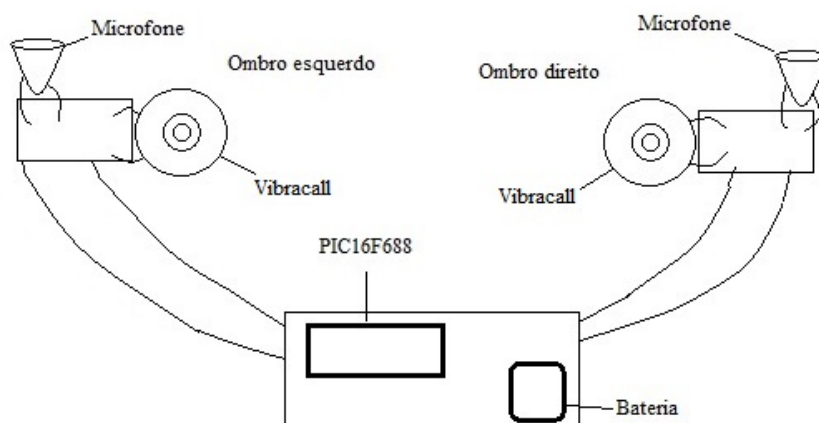 Microfone
Microfone
Ombro esquerdo
Ombro direito
Vibracall
Vibracall
PIC16F688
Bateria